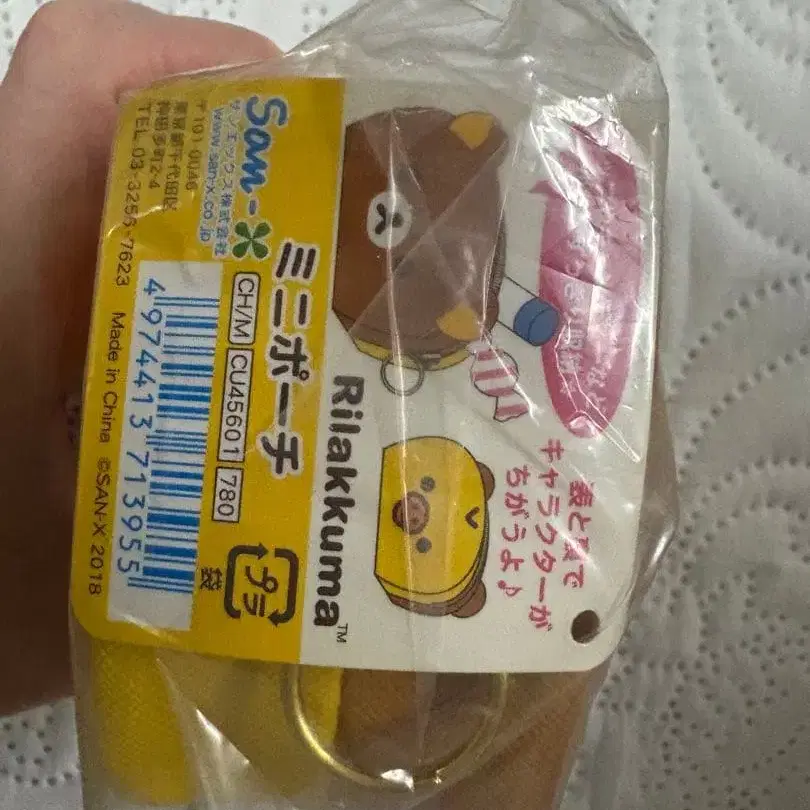 表と裏で
キャラクターが
ちがうよ♪
Rilakkuma™
ミニポーチ
CH/M CU45601 780
プラ
袋
San-X
サンエックス株式会社
www.san-x.co.jp
〒101-0046
東京都千代田区
神田多町2-4
TEL 03-3256-7623
Made in China ©SAN-X 2018
4974413713955